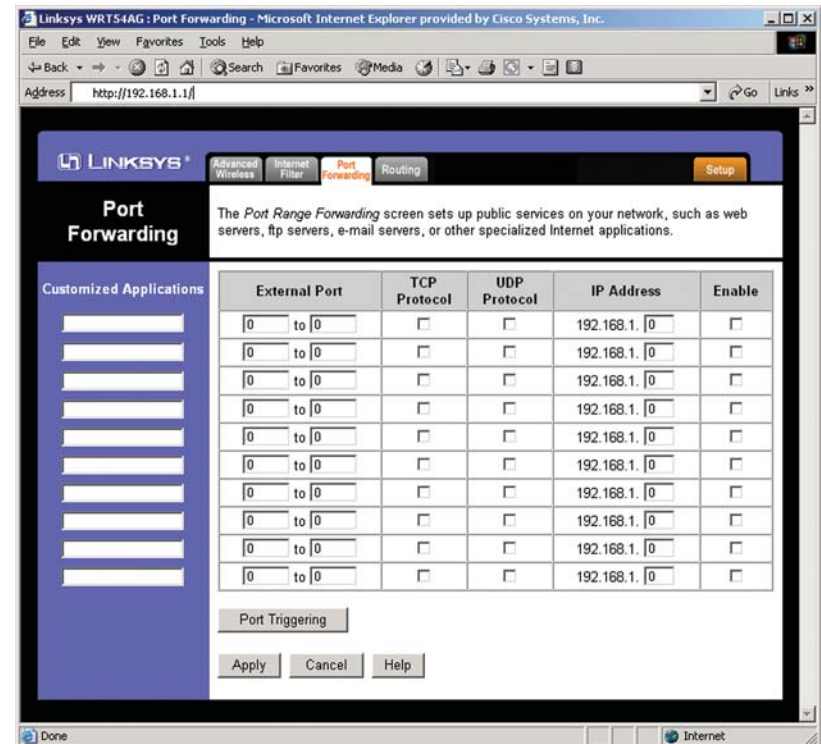 Linksys WRT54AG : Port Forwarding - Microsoft Internet Explorer provided by Cisco Systems, Inc.
File Edit View Favorites Tools Help
Back Search Favorites Media
Address http://192.168.1.1/ Go Links »
LINKSYS®
Advanced Wireless Internet Filter Port Forwarding Routing Setup
Port Forwarding
The Port Range Forwarding screen sets up public services on your network, such as web
servers, ftp servers, e-mail servers, or other specialized Internet applications.
Customized Applications External Port TCP Protocol UDP Protocol IP Address Enable
0 to 0 192.168.1. 0
0 to 0 192.168.1. 0
0 to 0 192.168.1. 0
0 to 0 192.168.1. 0
0 to 0 192.168.1. 0
0 to 0 192.168.1. 0
0 to 0 192.168.1. 0
0 to 0 192.168.1. 0
0 to 0 192.168.1. 0
0 to 0 192.168.1. 0
Port Triggering
Apply Cancel Help
Done Internet